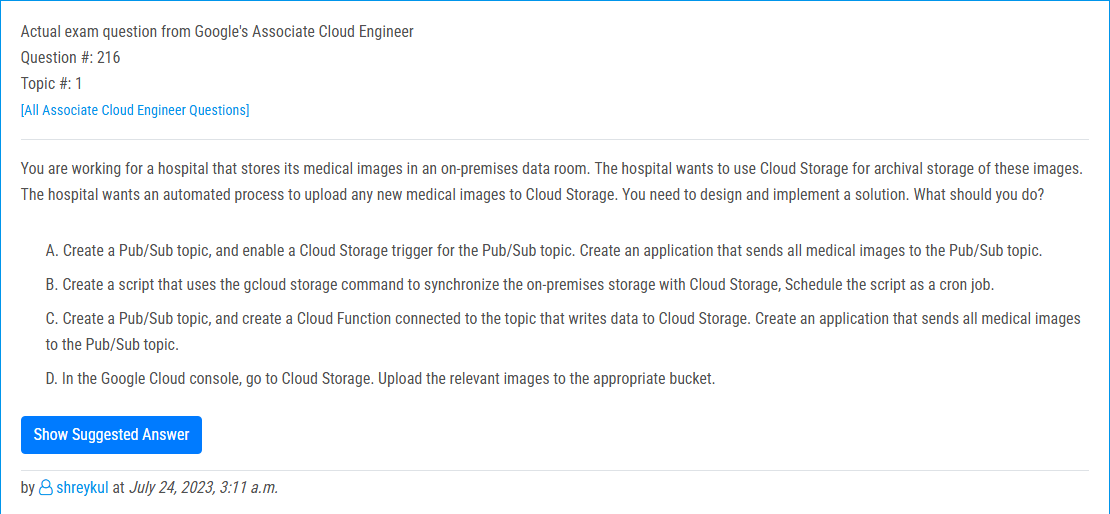 Actual exam question from Google's Associate Cloud Engineer
Question #: 216
Topic #: 1
[All Associate Cloud Engineer Questions]
You are working for a hospital that stores its medical images in an on-premises data room. The hospital wants to use Cloud Storage for archival storage of these images.
The hospital wants an automated process to upload any new medical images to Cloud Storage. You need to design and implement a solution. What should you do?
A. Create a Pub/Sub topic, and enable a Cloud Storage trigger for the Pub/Sub topic. Create an application that sends all medical images to the Pub/Sub topic.
B. Create a script that uses the gcloud storage command to synchronize the on-premises storage with Cloud Storage, Schedule the script as a cron job.
C. Create a Pub/Sub topic, and create a Cloud Function connected to the topic that writes data to Cloud Storage. Create an application that sends all medical images
to the Pub/Sub topic.
D. In the Google Cloud console, go to Cloud Storage. Upload the relevant images to the appropriate bucket.
Show Suggested Answer
by shreykul at July 24, 2023, 3:11 a.m.